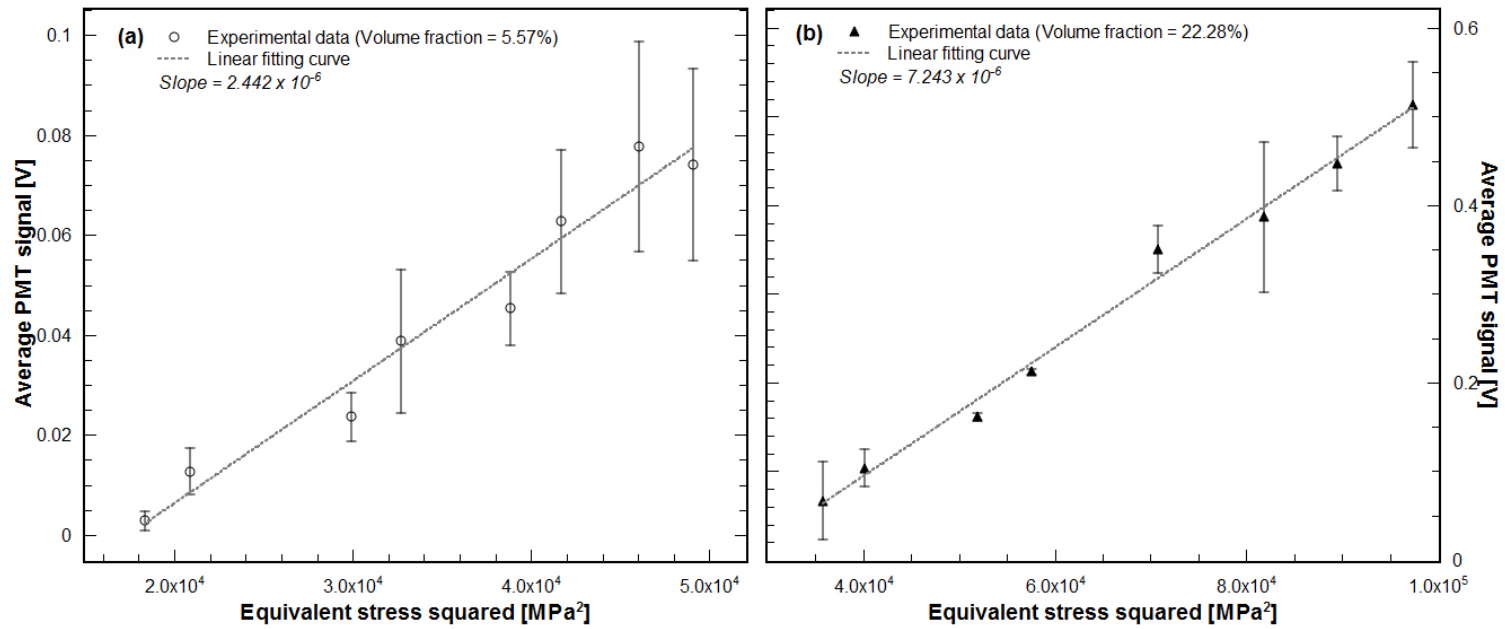 (a)
Experimental data (Volume fraction = 5.57%)
Linear fitting curve
Slope = 2.442 x 10⁻⁶
0.1
0.08
0.06
0.04
0.02
0
Average PMT signal [V]
2.0x10⁴
3.0x10⁴
4.0x10⁴
5.0x10⁴
Equivalent stress squared [MPa²]
(b)
Experimental data (Volume fraction = 22.28%)
Linear fitting curve
Slope = 7.243 x 10⁻⁶
0.6
0.4
0.2
0
Average PMT signal [V]
4.0x10⁴
6.0x10⁴
8.0x10⁴
1.0x10⁵
Equivalent stress squared [MPa²]